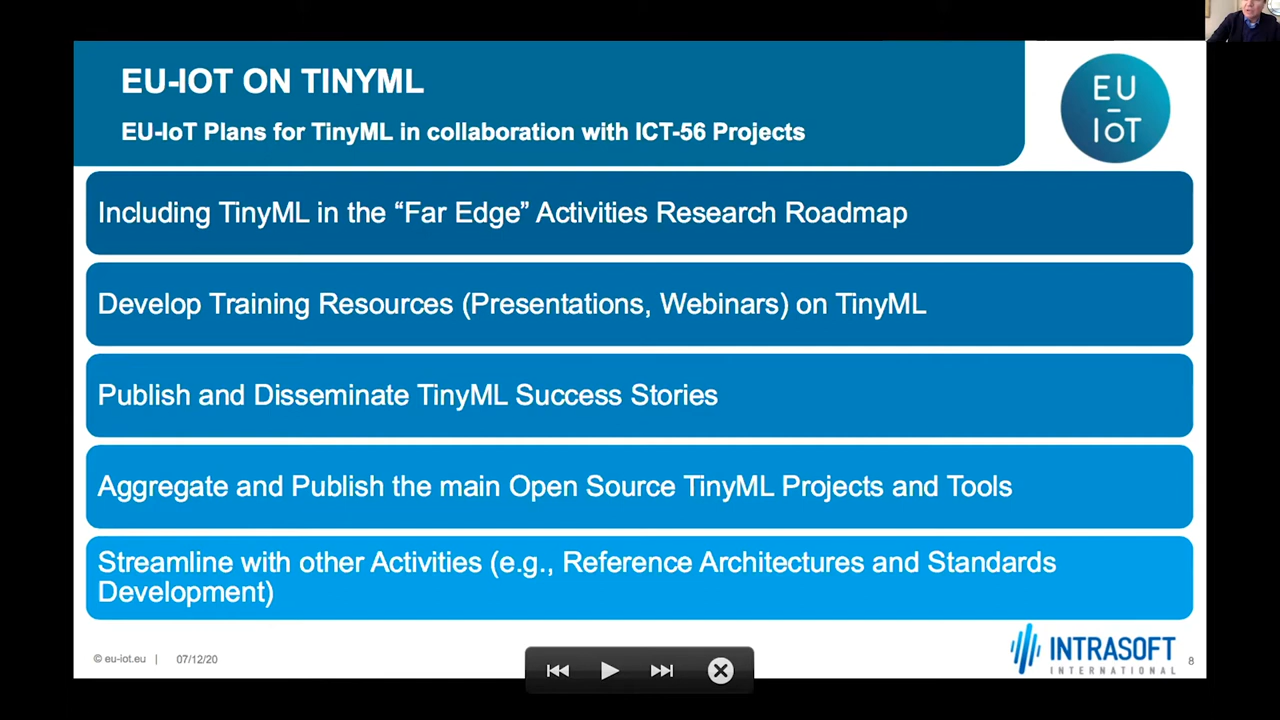 EU-IOT ON TINYML
EU-IoT Plans for TinyML in collaboration with ICT-56 Projects
EU
–
IoT
Including TinyML in the “Far Edge” Activities Research Roadmap
Develop Training Resources (Presentations, Webinars) on TinyML
Publish and Disseminate TinyML Success Stories
Aggregate and Publish the main Open Source TinyML Projects and Tools
Streamline with other Activities (e.g., Reference Architectures and Standards
Development)
© eu-iot.eu | 07/12/20
INTRASOFT
INTERNATIONAL
8